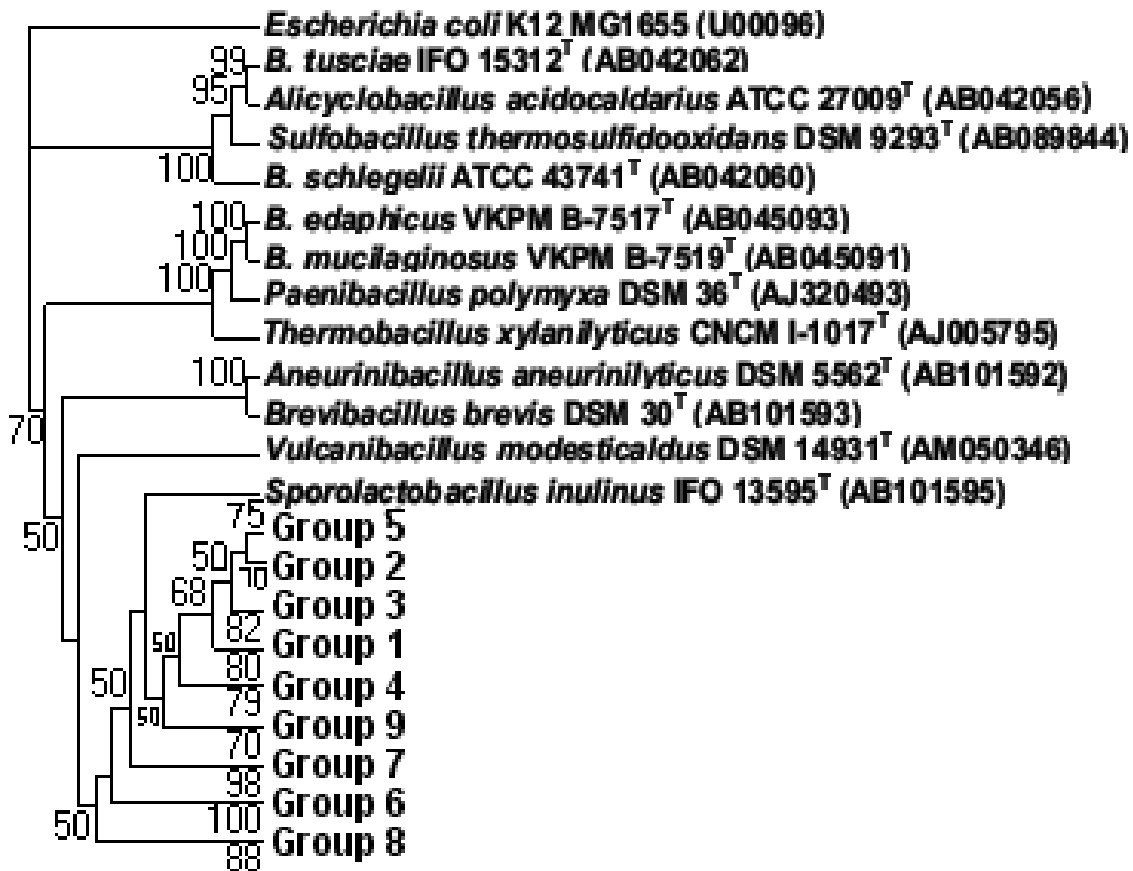 Escherichia coli K12 MG1655 (U00096)
99
B. tusciae IFO 15312T (AB042062)
95
Alicyclobacillus acidocaldarius ATCC 27009T (AB042056)
Sulfobacillus thermosulfidooxidans DSM 9293T (AB089844)
100
B. schlegelii ATCC 43741T (AB042060)
100
B. edaphicus VKPM B-7517T (AB045093)
100
B. mucilaginosus VKPM B-7519T (AB045091)
100
Paenibacillus polymyxa DSM 36T (AJ320493)
Thermobacillus xylanilyticus CNCM I-1017T (AJ005795)
100
Aneurinibacillus aneurinilyticus DSM 5562T (AB101592)
Brevibacillus brevis DSM 30T (AB101593)
70
Vulcanibacillus modesticaldus DSM 14931T (AM050346)
Sporolactobacillus inulinus IFO 13595T (AB101595)
75
Group 5
50
50
Group 2
70
68
Group 3
82
50
Group 1
80
50
Group 4
79
50
Group 9
70
Group 7
98
Group 6
100
50
Group 8
88